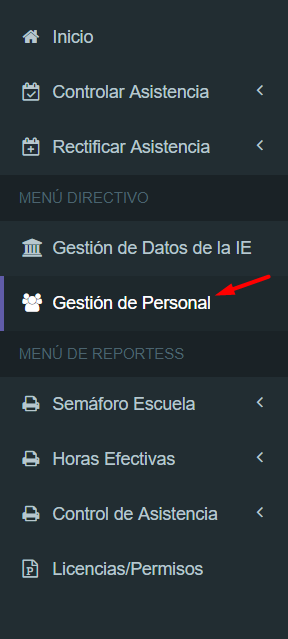 Inicio
Controlar Asistencia
Rectificar Asistencia
MENÚ DIRECTIVO
Gestión de Datos de la IE
Gestión de Personal
MENÚ DE REPORTESS
Semáforo Escuela
Horas Efectivas
Control de Asistencia
Licencias/Permisos